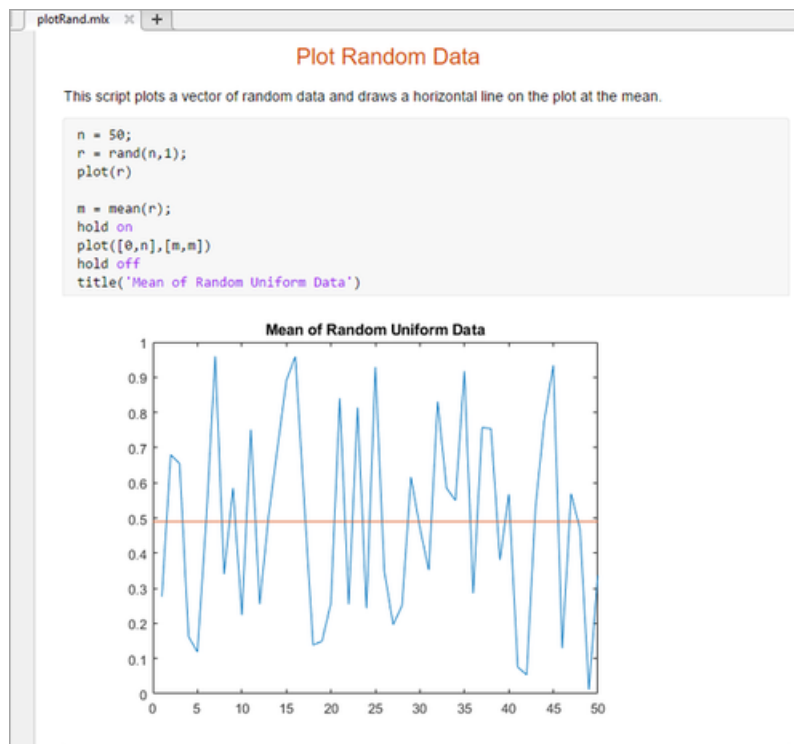 plotRand.mlx
Plot Random Data
This script plots a vector of random data and draws a horizontal line on the plot at the mean.
n = 50;
r = rand(n,1);
plot(r)
m = mean(r);
hold on
plot([0,n],[m,m])
hold off
title('Mean of Random Uniform Data')
Mean of Random Uniform Data
1
0.9
0.8
0.7
0.6
0.5
0.4
0.3
0.2
0.1
0
0 5 10 15 20 25 30 35 40 45 50